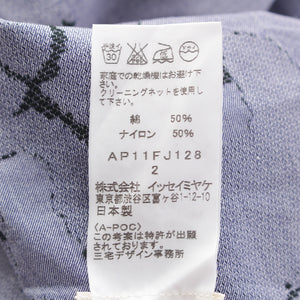 30
家庭での乾燥機はお避け下さい。
クリーニングネットを使用して下さい。
綿 50%
ナイロン 50%
AP11FJ128
2
株式会社 イッセイミヤケ
東京都渋谷区富ヶ谷1-12-10
日本製
〈A-POC〉
この考案は特許が出願されています。
三宅デザイン事務所